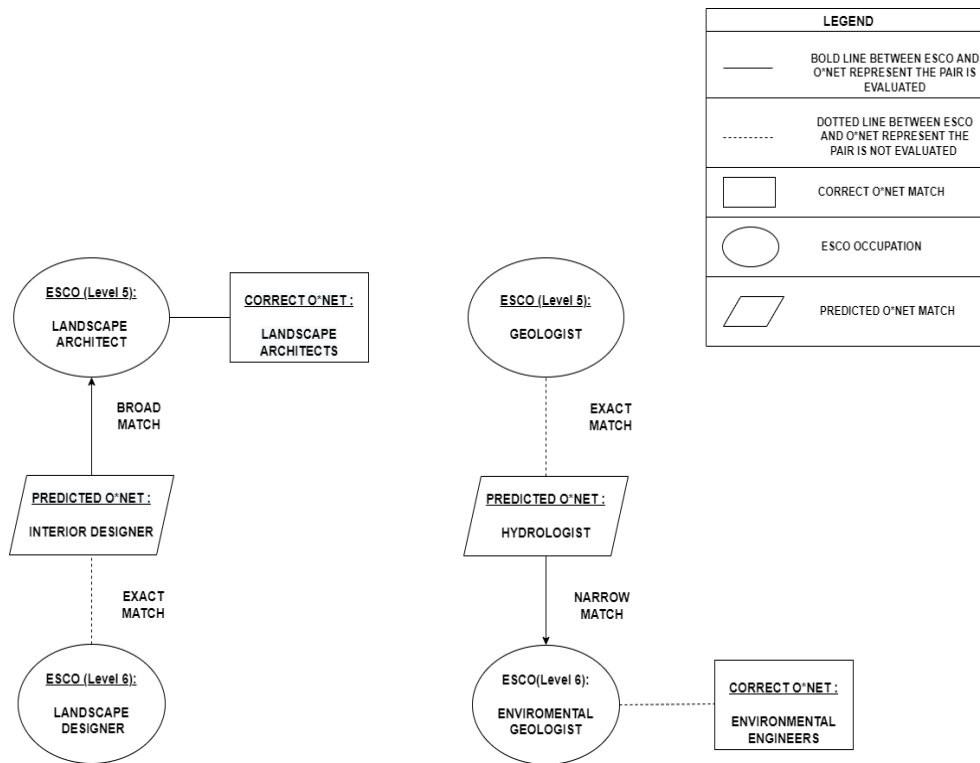 LEGEND
BOLD LINE BETWEEN ESCO AND
O*NET REPRESENT THE PAIR IS
EVALUATED
DOTTED LINE BETWEEN ESCO
AND O*NET REPRESENT THE
PAIR IS NOT EVALUATED
CORRECT O*NET MATCH
ESCO OCCUPATION
PREDICTED O*NET MATCH
ESCO (Level 5):
LANDSCAPE
ARCHITECT
CORRECT O*NET :
LANDSCAPE
ARCHITECTS
BROAD
MATCH
PREDICTED O*NET :
INTERIOR DESIGNER
EXACT
MATCH
ESCO (Level 6):
LANDSCAPE
DESIGNER
ESCO (Level 5):
GEOLOGIST
EXACT
MATCH
PREDICTED O*NET :
HYDROLOGIST
NARROW
MATCH
ESCO(Level 6):
ENVIROMENTAL
GEOLOGIST
CORRECT O*NET :
ENVIRONMENTAL
ENGINEERS